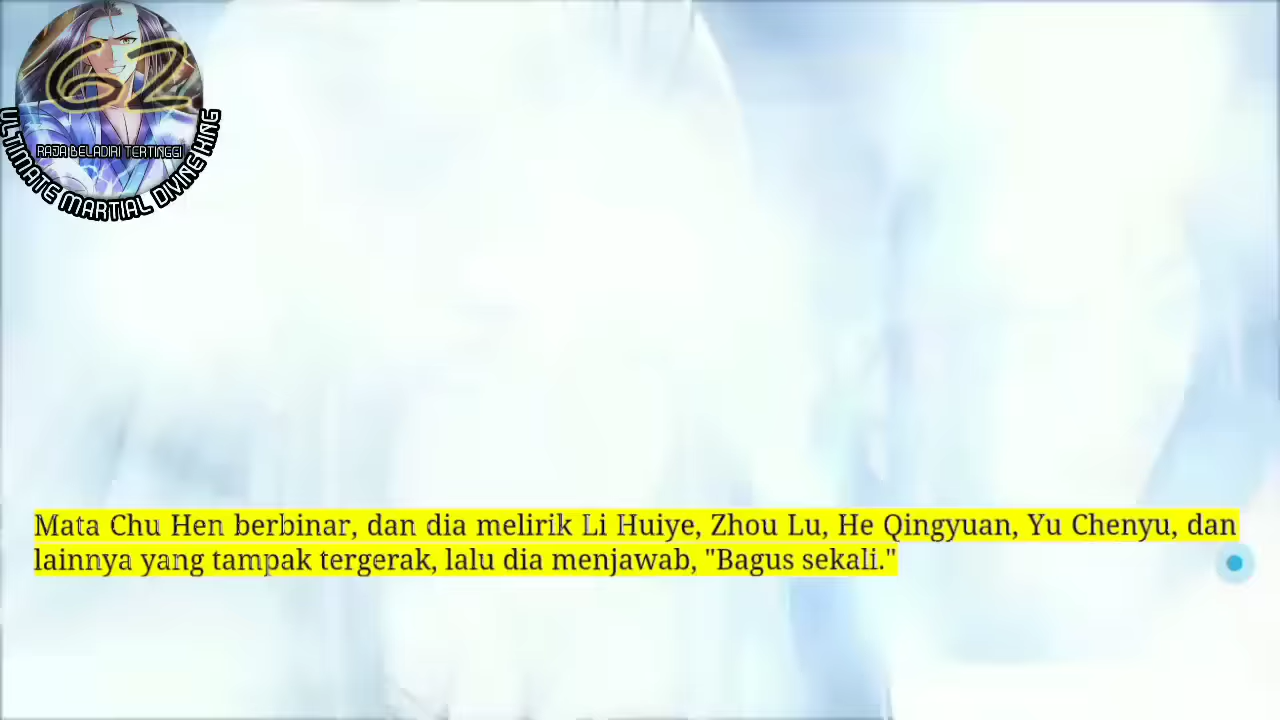 62
RAJA BELADIRI TERTINGGI
ULTIMATE MARTIAL DIVINE KING
Mata Chu Hen berbinar, dan dia melirik Li Huiye, Zhou Lu, He Qingyuan, Yu Chenyu, dan
lainnya yang tampak tergerak, lalu dia menjawab, "Bagus sekali."